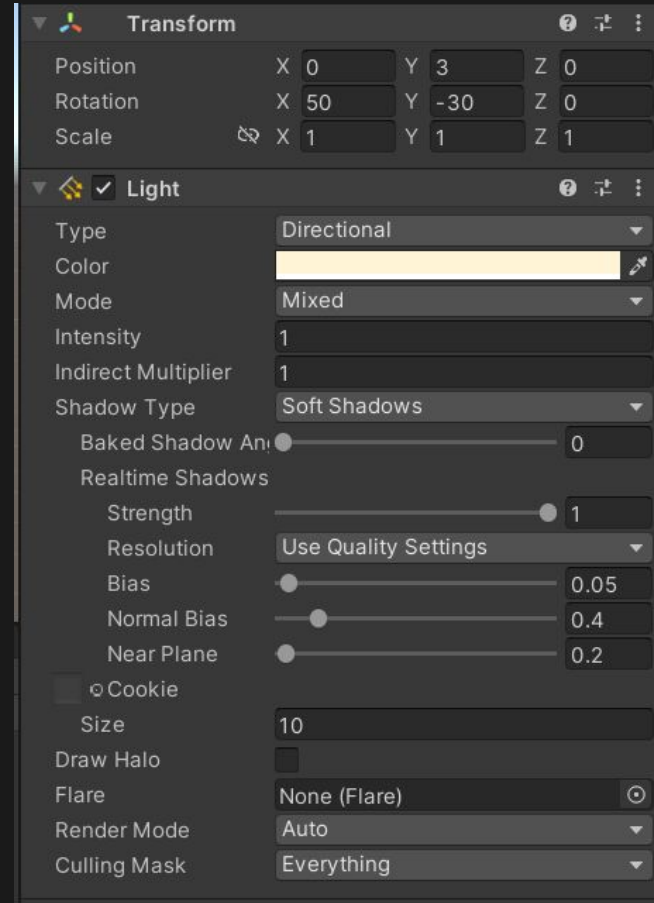 Transform
Position X 0 Y 3 Z 0
Rotation X 50 Y -30 Z 0
Scale X 1 Y 1 Z 1
Light
Type Directional
Color
Mode Mixed
Intensity 1
Indirect Multiplier 1
Shadow Type Soft Shadows
Baked Shadow An 0
Realtime Shadows
Strength 1
Resolution Use Quality Settings
Bias 0.05
Normal Bias 0.4
Near Plane 0.2
Cookie
Size 10
Draw Halo
Flare None (Flare)
Render Mode Auto
Culling Mask Everything